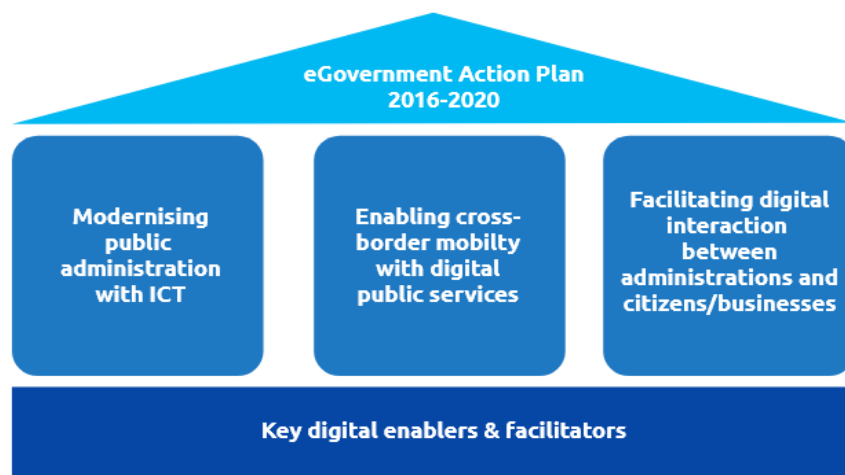 eGovernment Action Plan
2016-2020
Modernising
public
administration
with ICT
Enabling cross-
border mobilty
with digital
public services
Facilitating digital
interaction
between
administrations and
citizens/businesses
Key digital enablers & facilitators